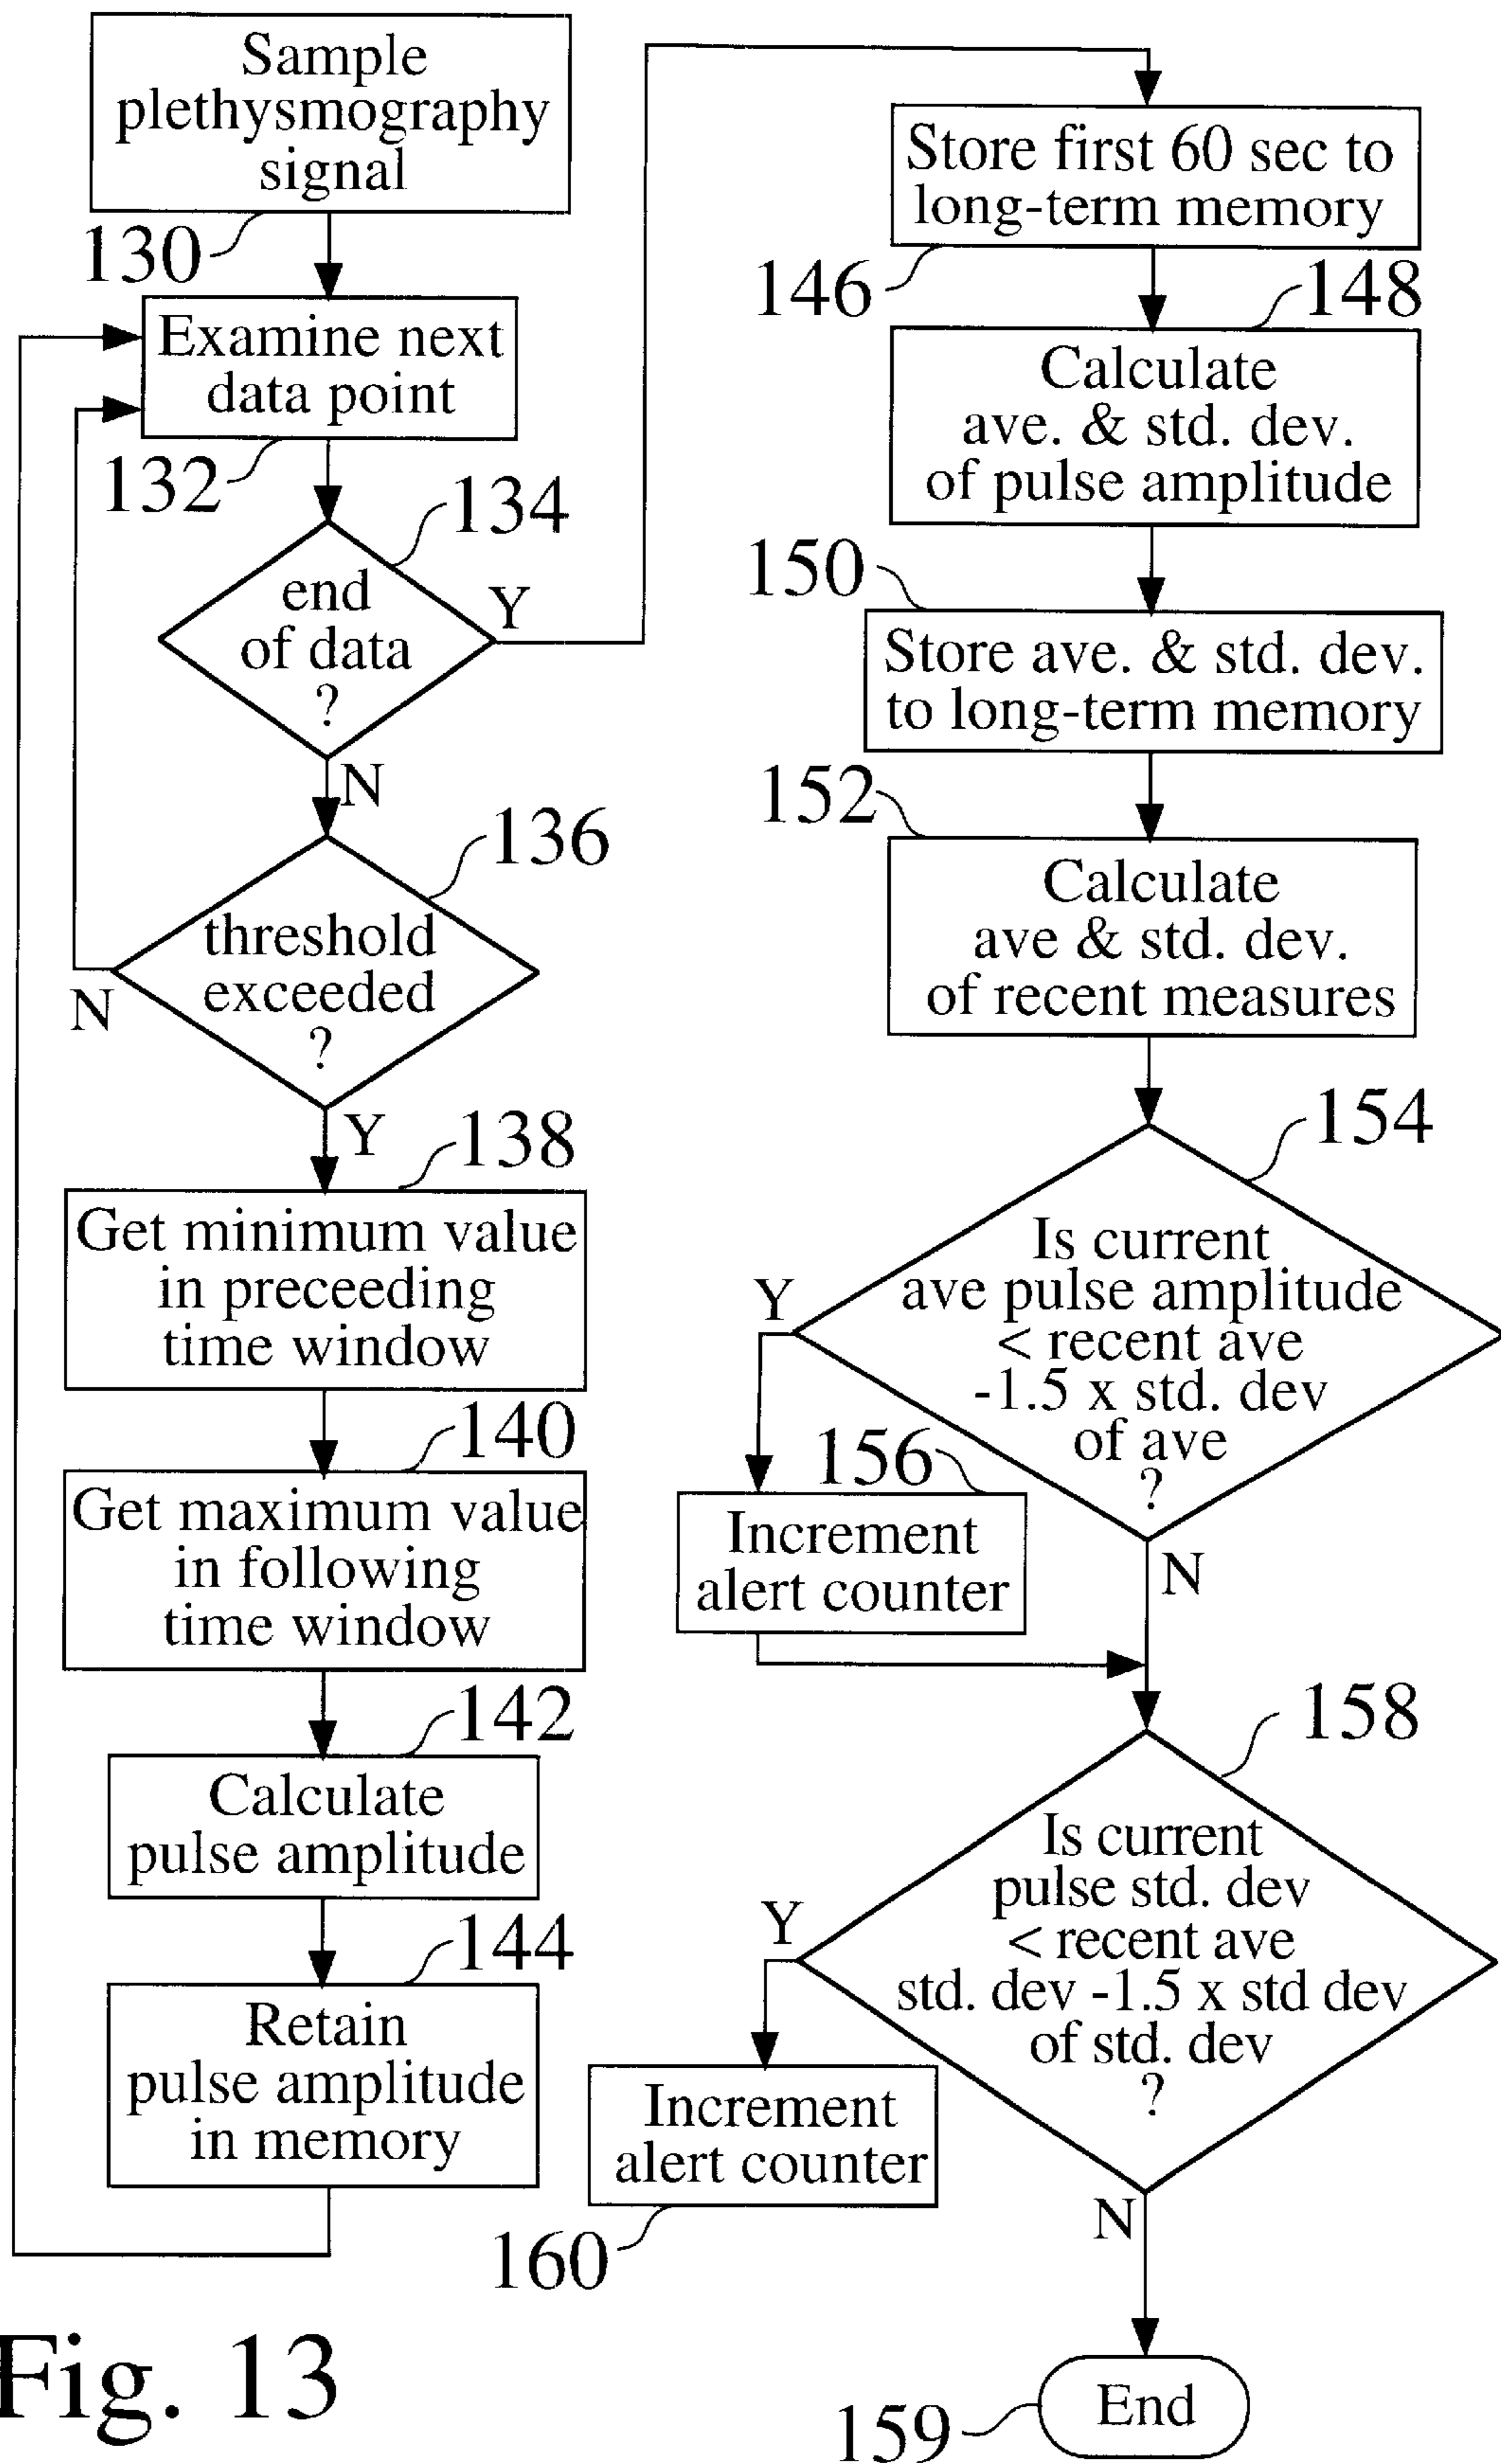 Sample
plethysmography
signal
130
Examine next
data point
132
134
end
of data
?
Y
N
136
threshold
exceeded
?
N
Y
138
Get minimum value
in preceeding
time window
140
Get maximum value
in following
time window
142
Calculate
pulse amplitude
144
Retain
pulse amplitude
in memory
Store first 60 sec to
long-term memory
146
148
Calculate
ave. & std. dev.
of pulse amplitude
150
Store ave. & std. dev.
to long-term memory
152
Calculate
ave & std. dev.
of recent measures
154
Is current
ave pulse amplitude
< recent ave
-1.5 x std. dev
of ave
?
Y
N
156
Increment
alert counter
158
Is current
pulse std. dev
< recent ave
std. dev -1.5 x std dev
of std. dev
?
Y
N
Increment
alert counter
160
End
159
Fig. 13